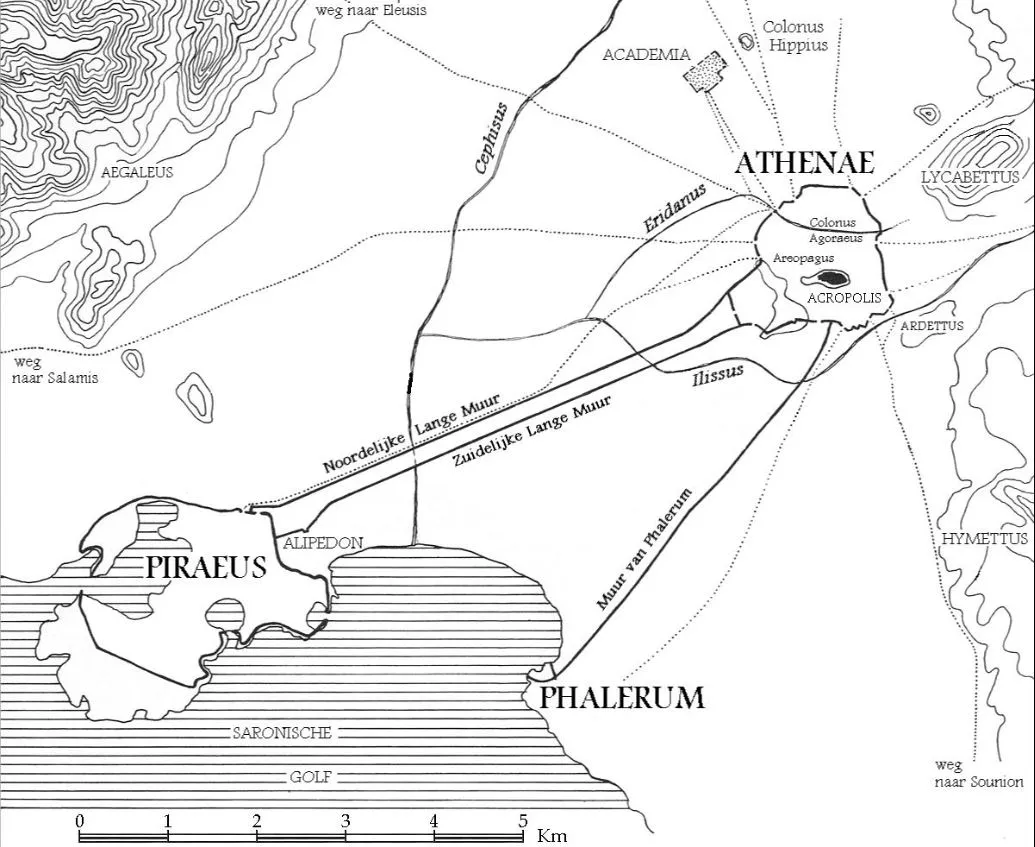 weg naar Eleusis
Colonus
Hippius
ACADEMIA
Cephisus
ATHENAE
AEGALEUS
LYCABETTUS
Eridanus
Colonus
Agoraeus
Areopagus
ACROPOLIS
ARDETTUS
weg
naar Salamis
Ilissus
Noordelijke Lange Muur
Zuidelijke Lange Muur
Muur van Phalerum
ALIPEDON
HYMETTUS
PIRAEUS
PHALERUM
SARONISCHE
GOLF
weg
naar Sounion
0 1 2 3 4 5 Km